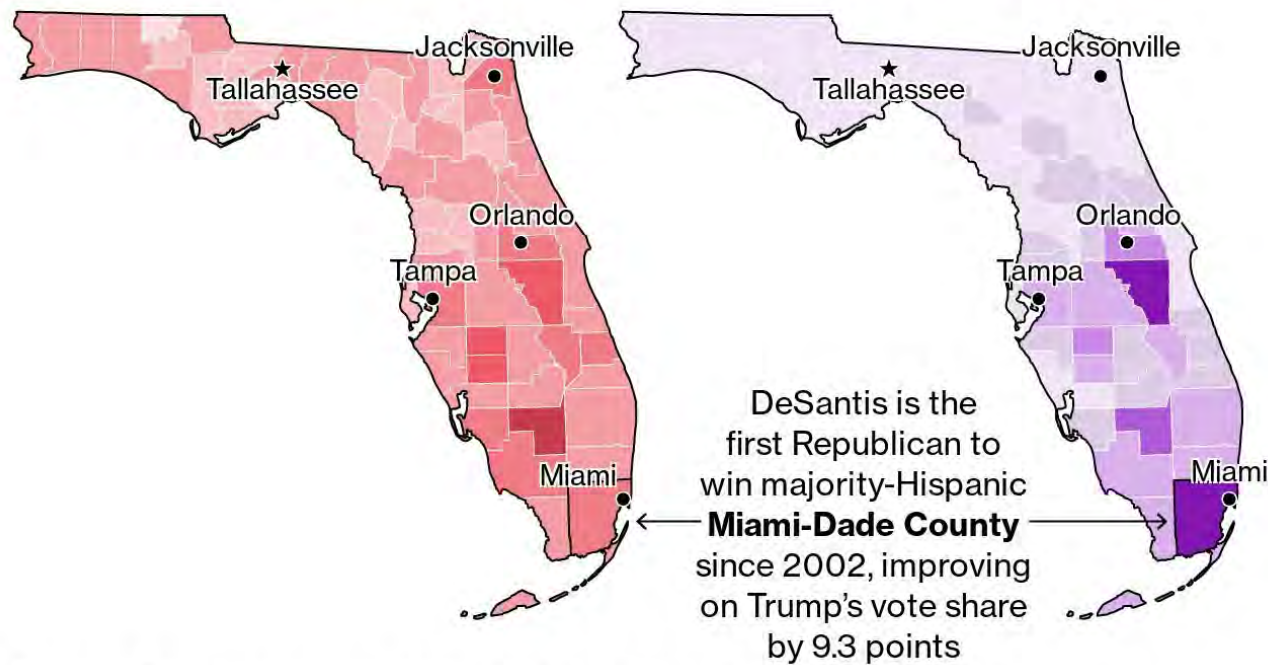 Jacksonville
Tallahassee
Orlando
Tampa
Miami
Jacksonville
Tallahassee
Orlando
Tampa
Miami
DeSantis is the
first Republican to
win majority-Hispanic
Miami-Dade County
since 2002, improving
on Trump's vote share
by 9.3 points